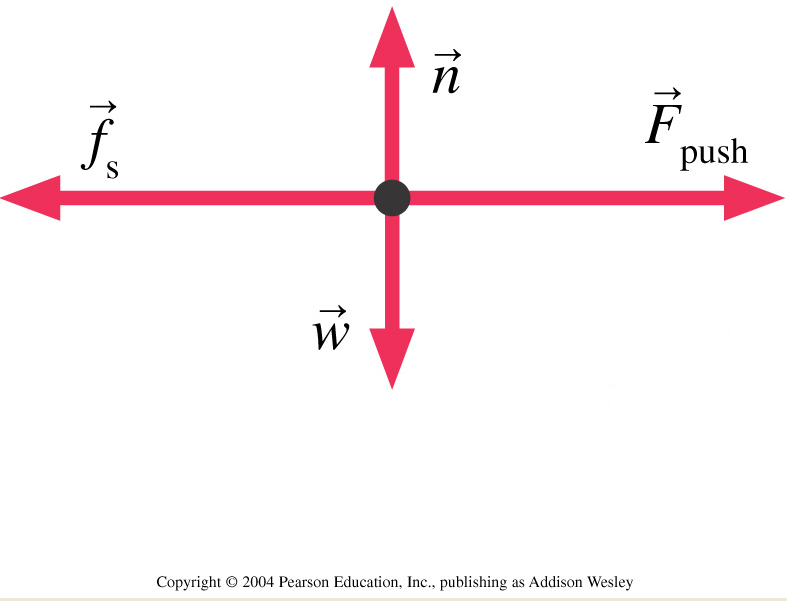 n⃗
F⃗push
f⃗s
w⃗
Copyright © 2004 Pearson Education, Inc., publishing as Addison Wesley